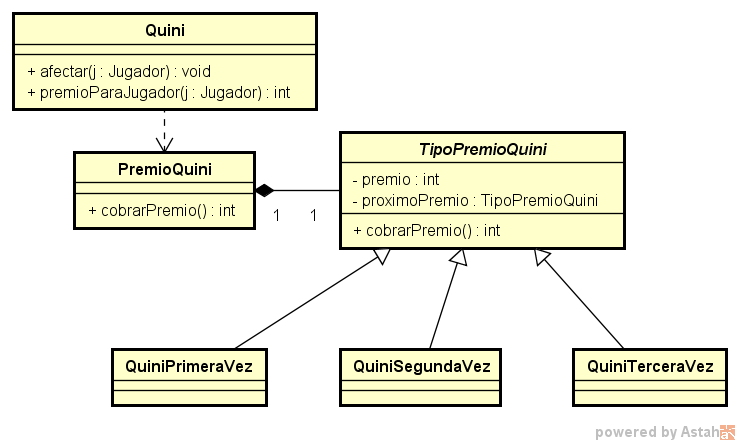 Quini
+ afectar(j : Jugador) : void
+ premioParaJugador(j : Jugador) : int
PremioQuini
+ cobrarPremio() : int
1
1
TipoPremioQuini
- premio : int
- proximoPremio : TipoPremioQuini
+ cobrarPremio() : int
QuiniPrimeraVez
QuiniSegundaVez
QuiniTerceraVez
powered by Astah